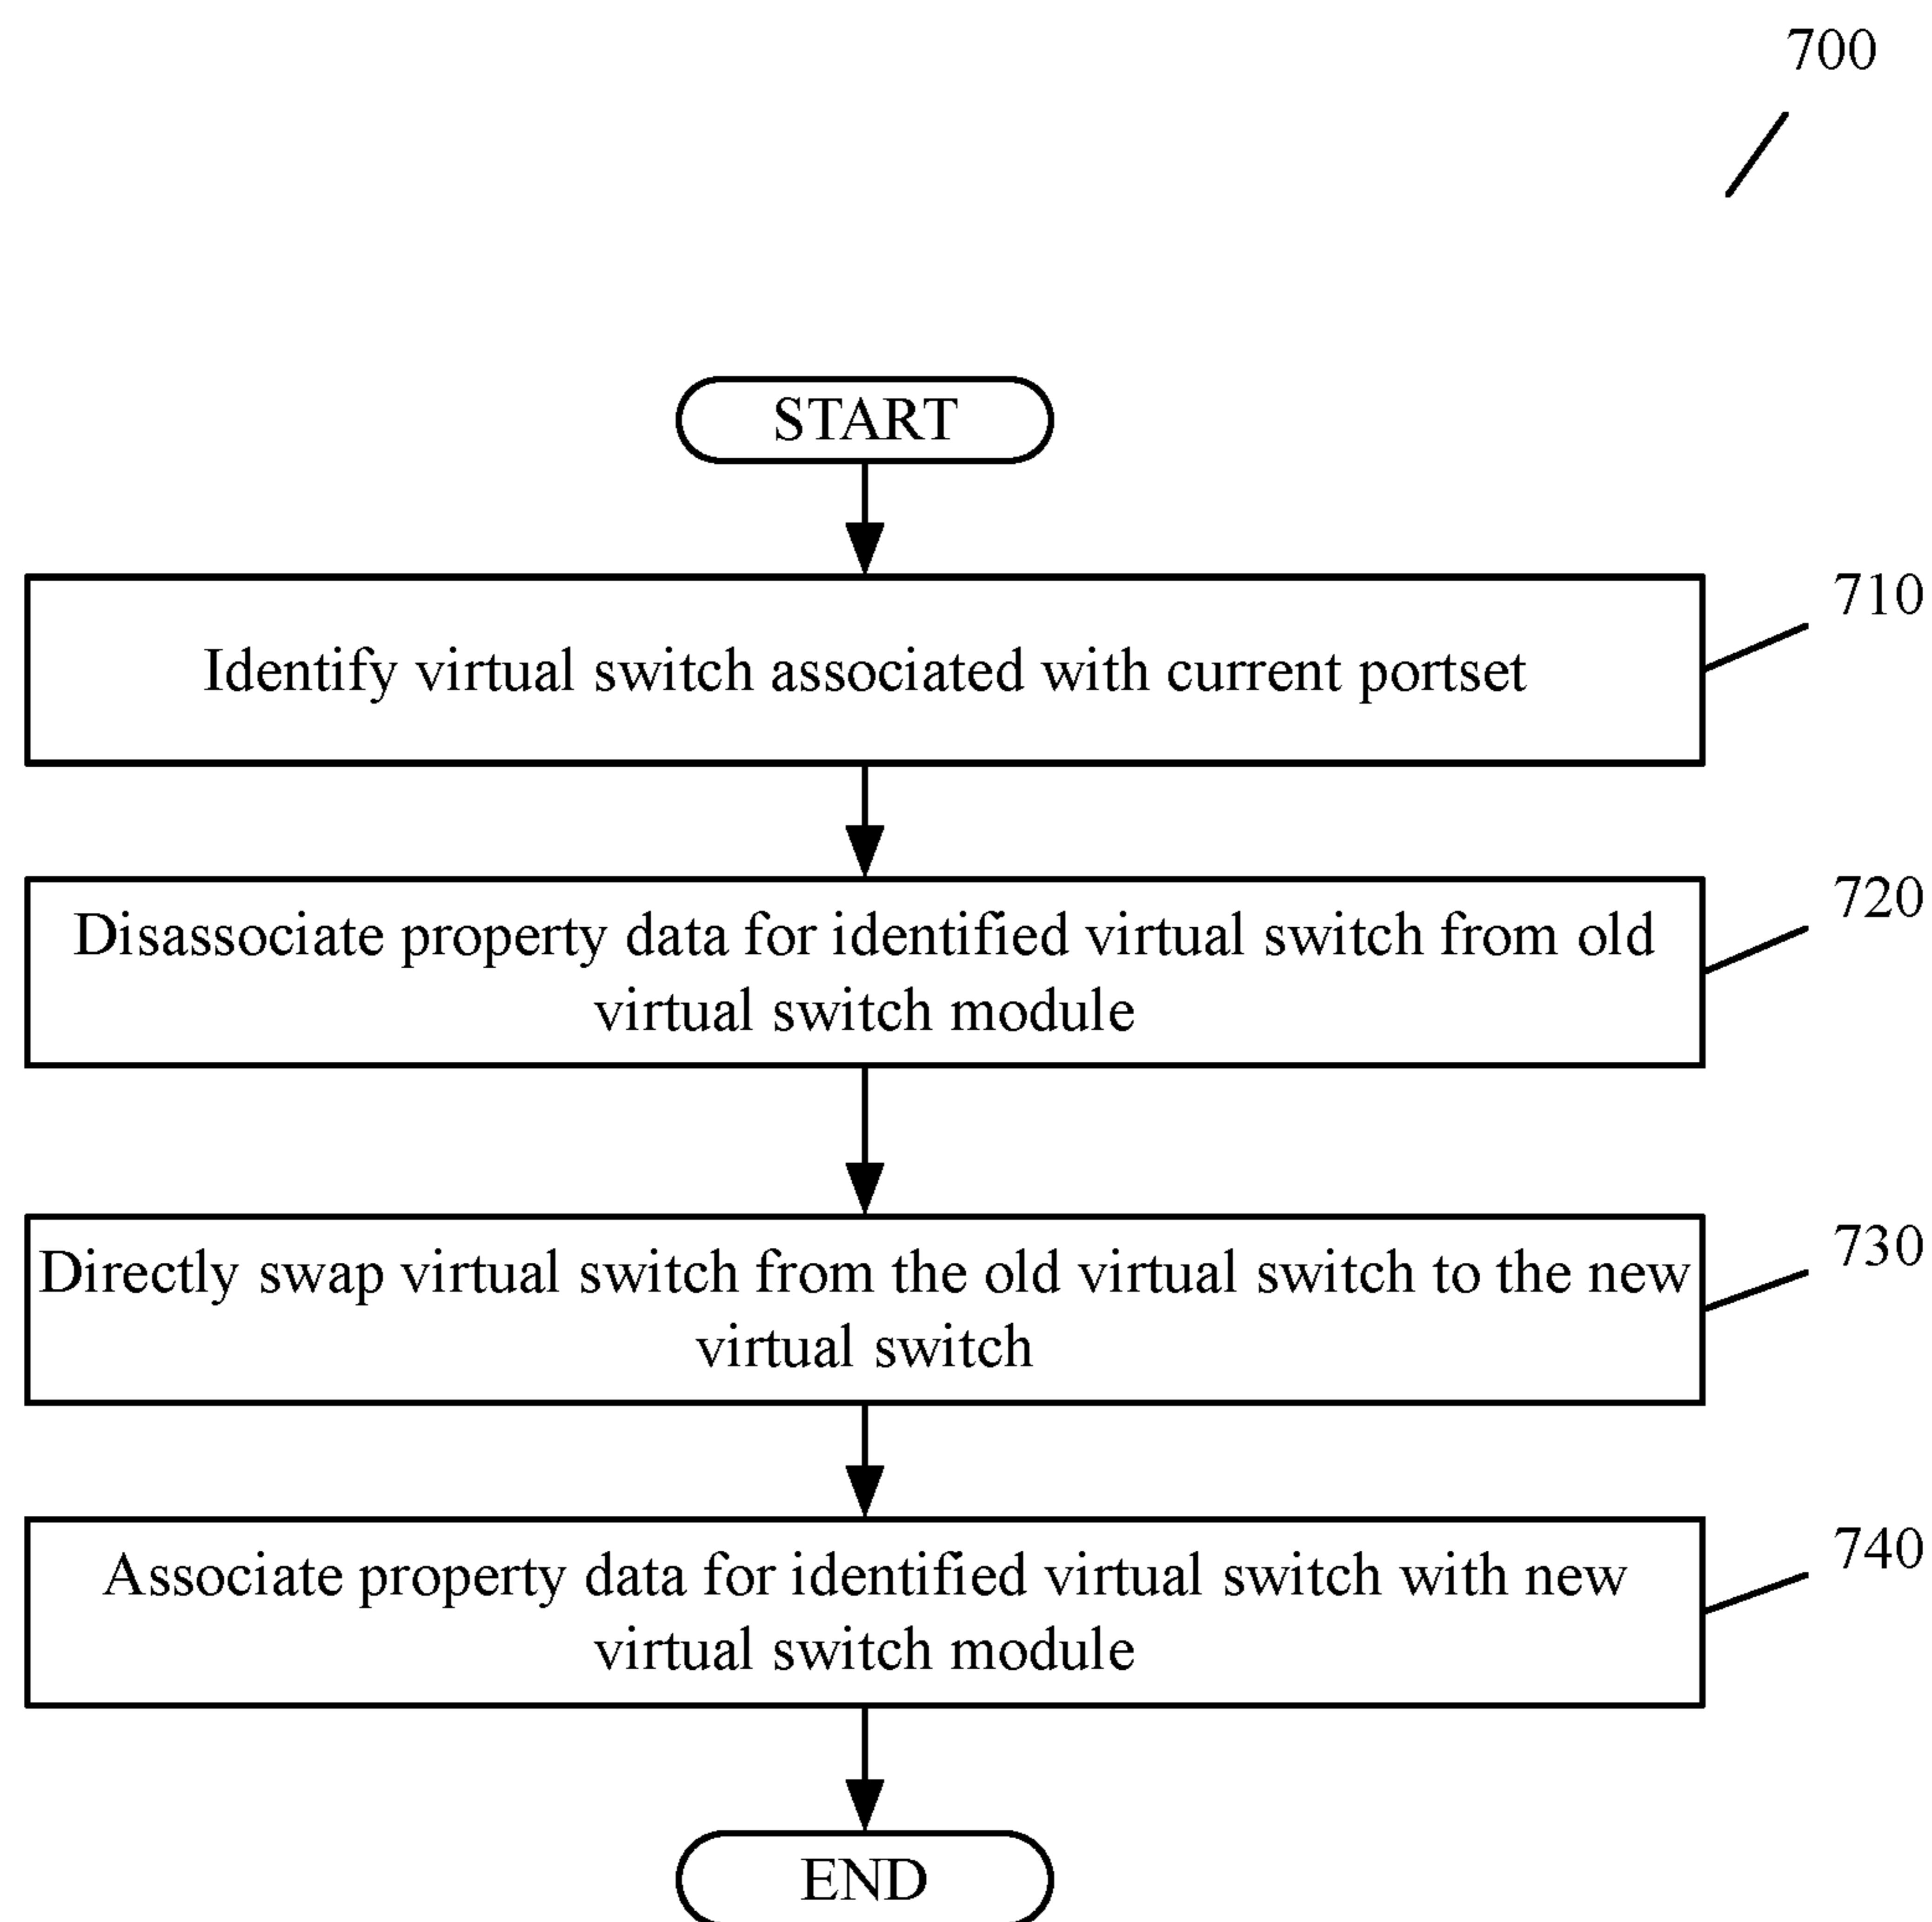 700
START
710
Identify virtual switch associated with current portset
720
Disassociate property data for identified virtual switch from old
virtual switch module
730
Directly swap virtual switch from the old virtual switch to the new
virtual switch
740
Associate property data for identified virtual switch with new
virtual switch module
END